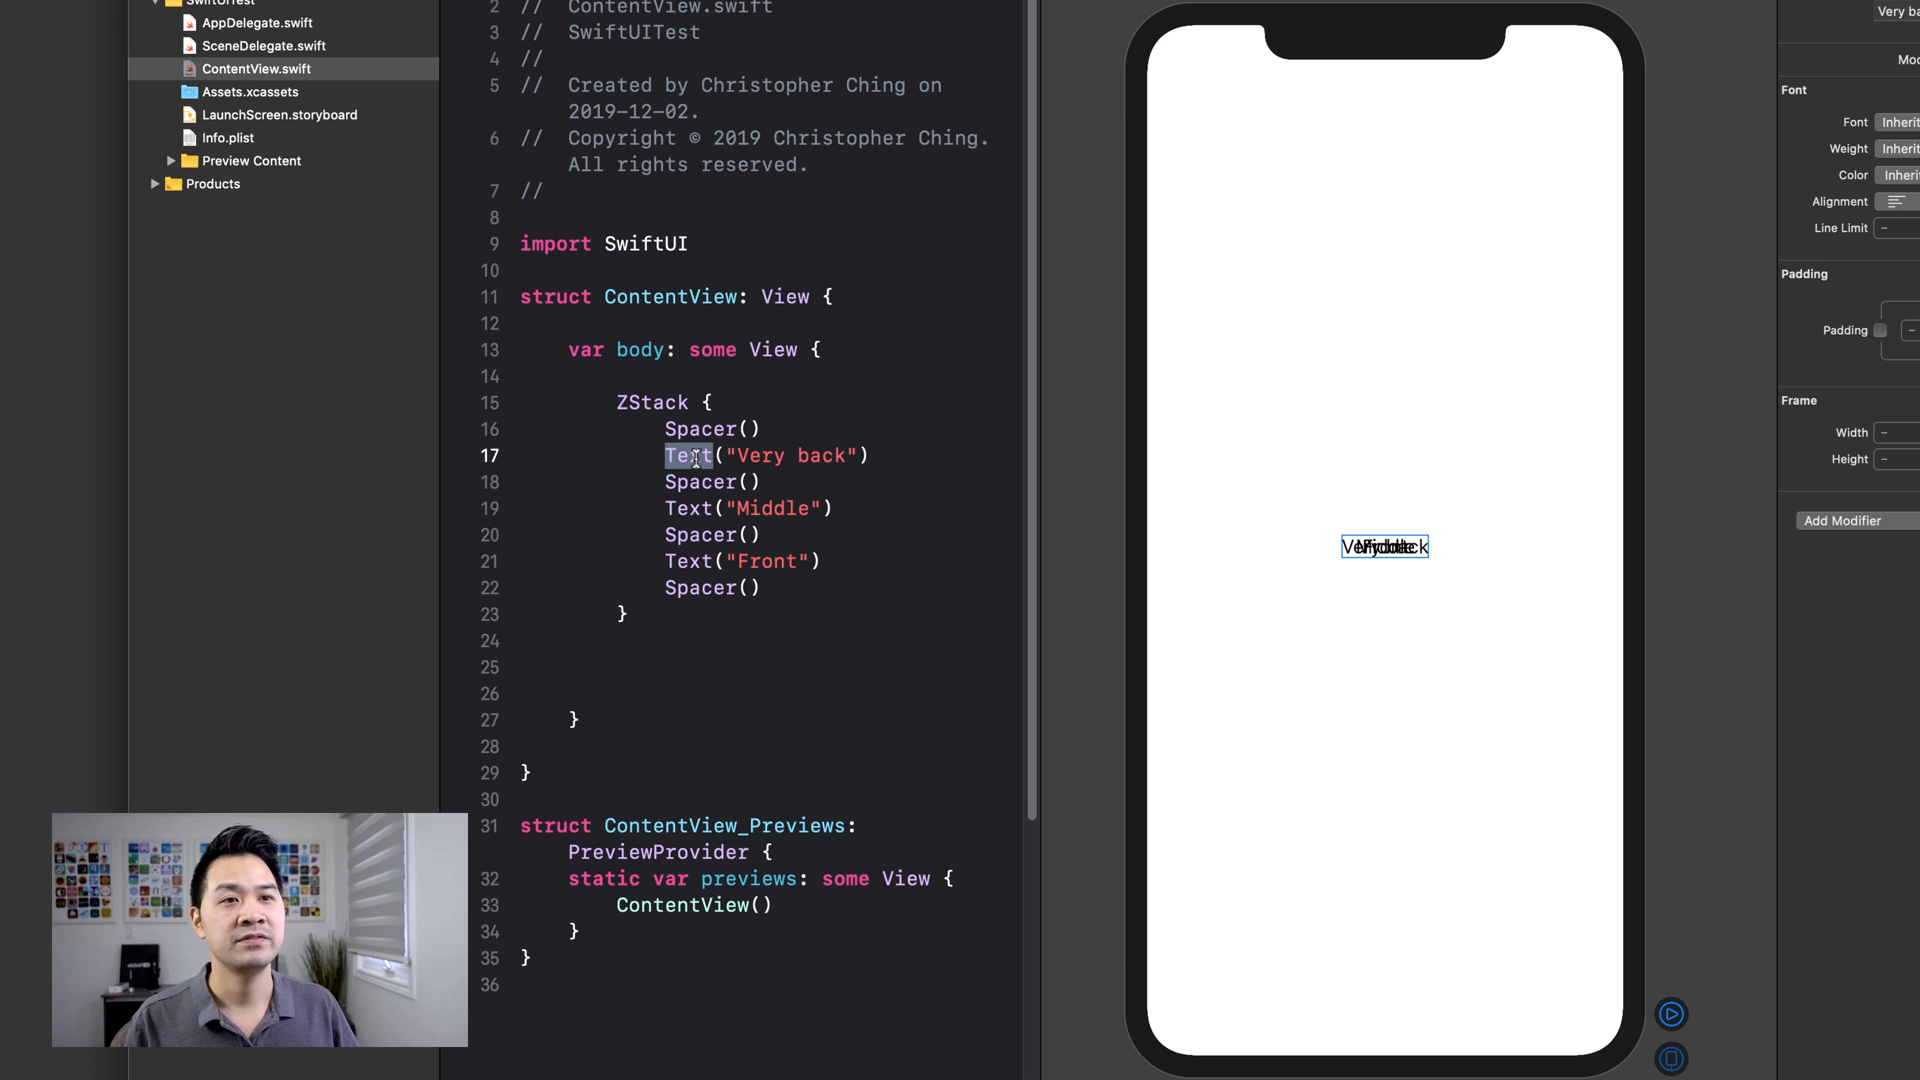 SwiftUITest
AppDelegate.swift
SceneDelegate.swift
ContentView.swift
Assets.xcassets
LaunchScreen.storyboard
Info.plist
Preview Content
Products
2 // ContentView.swift
3 // SwiftUITest
4 //
5 // Created by Christopher Ching on
2019-12-02.
6 // Copyright © 2019 Christopher Ching.
All rights reserved.
7 //
8
9 import SwiftUI
10
11 struct ContentView: View {
12
13 var body: some View {
14
15 ZStack {
16 Spacer()
17 Text("Very back")
18 Spacer()
19 Text("Middle")
20 Spacer()
21 Text("Front")
22 Spacer()
23 }
24
25
26
27 }
28
29 }
30
31 struct ContentView_Previews:
PreviewProvider {
32 static var previews: some View {
33 ContentView()
34 }
35 }
36
Very ba
Font
Font Inherit
Weight Inherit
Color Inheri
Alignment
Line Limit –
Padding
Padding –
Frame
Width –
Height –
Add Modifier